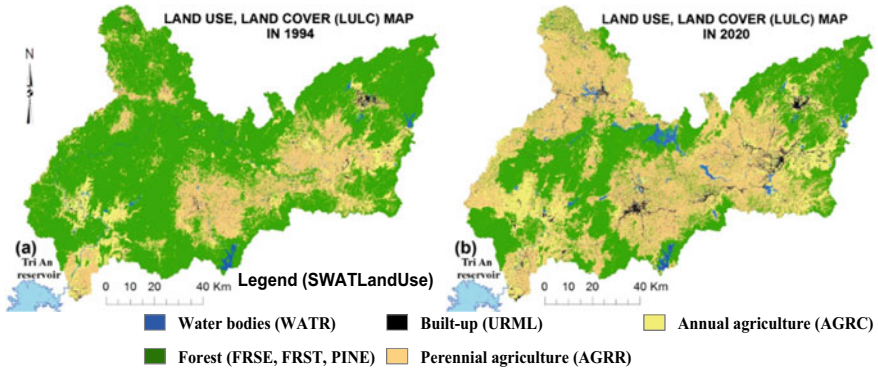 LAND USE, LAND COVER (LULC) MAP
IN 1994
N
(a)
Tri An
reservoir
0 10 20 40 Km
LAND USE, LAND COVER (LULC) MAP
IN 2020
(b)
Tri An
reservoir
0 10 20 40 Km
Legend (SWATLandUse)
Water bodies (WATR)
Built-up (URML)
Annual agriculture (AGRC)
Forest (FRSE, FRST, PINE)
Perennial agriculture (AGRR)